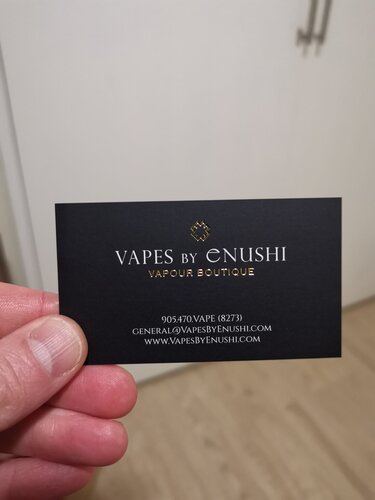 VAPES BY eNUSHI
VAPOUR BOUTIQUE
905.470.VAPE (8273)
GENERAL@VAPESBYENUSHI.COM
WWW.VAPESBYENUSHI.COM